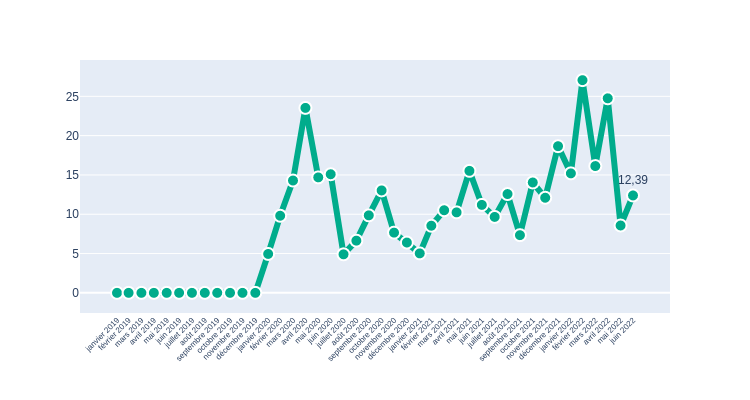 25
20
15
10
5
0
12,39
janvier 2019
février 2019
mars 2019
avril 2019
mai 2019
juin 2019
juillet 2019
août 2019
septembre 2019
octobre 2019
novembre 2019
décembre 2019
janvier 2020
février 2020
mars 2020
avril 2020
mai 2020
juin 2020
juillet 2020
août 2020
septembre 2020
octobre 2020
novembre 2020
décembre 2020
janvier 2021
février 2021
mars 2021
avril 2021
mai 2021
juin 2021
juillet 2021
août 2021
septembre 2021
octobre 2021
novembre 2021
décembre 2021
janvier 2022
février 2022
mars 2022
avril 2022
mai 2022
juin 2022